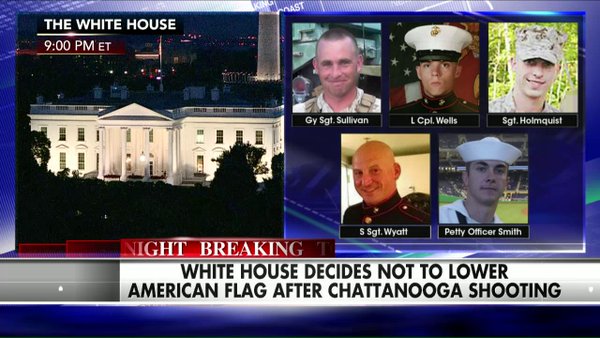 THE WHITE HOUSE
9:00 PM ET
Gy Sgt. Sullivan
L Cpl. Wells
Sgt. Holmquist
S Sgt. Wyatt
Petty Officer Smith
NIGHT BREAKING T
WHITE HOUSE DECIDES NOT TO LOWER
AMERICAN FLAG AFTER CHATTANOOGA SHOOTING